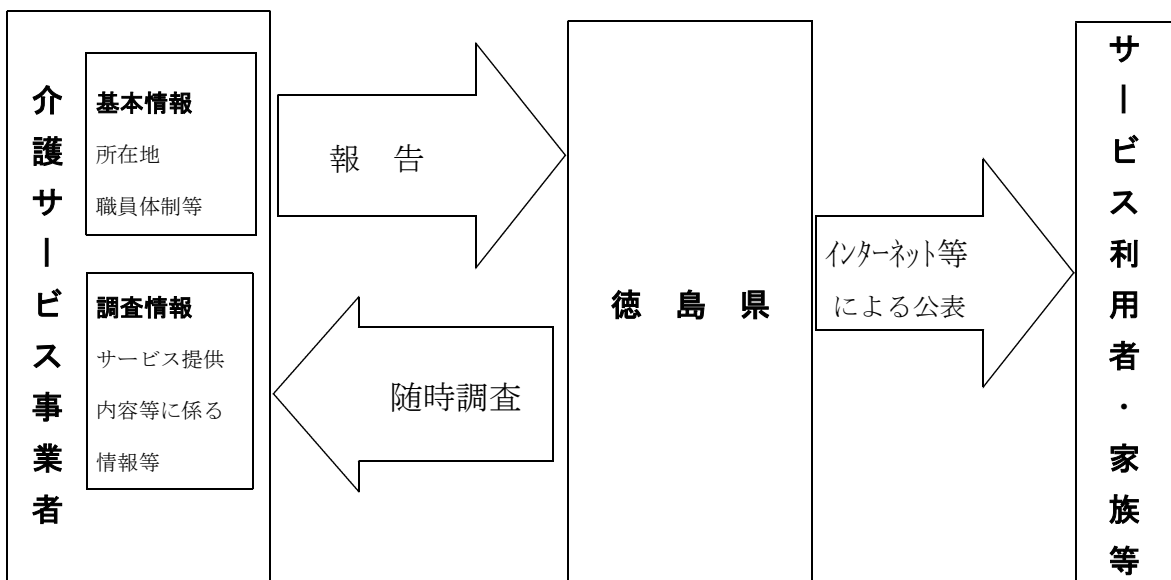 介護サービス事業者
基本情報
所在地
職員体制等
調査情報
サービス提供
内容等に係る
情報等
報　告
随時調査
徳　島　県
インターネット等
による公表
サービス利用者・家族等